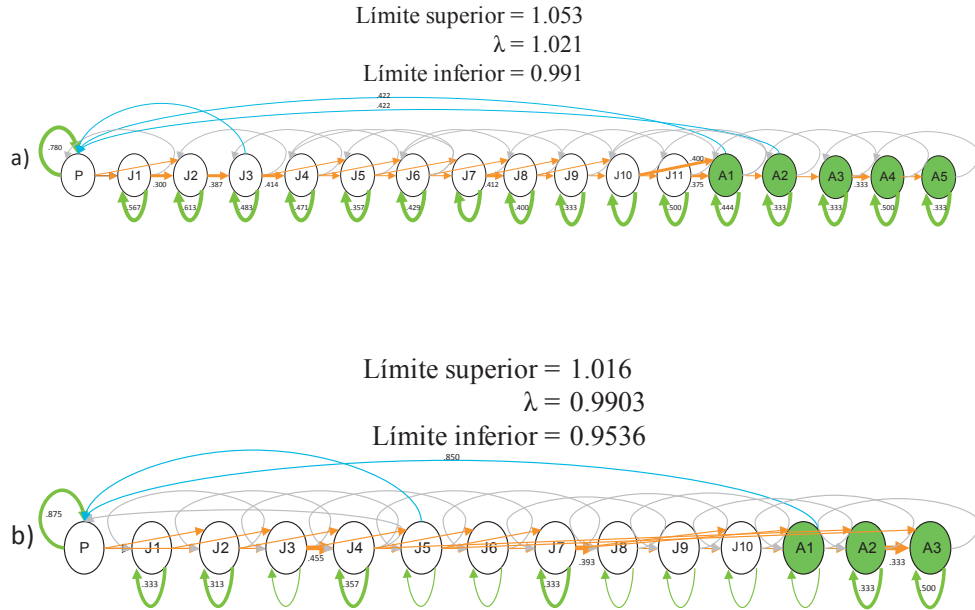 Límite superior = 1.053
λ = 1.021
Límite inferior = 0.991
.422
.422
.780
a)
P J1 J2 J3 J4 J5 J6 J7 J8 J9 J10 J11 A1 A2 A3 A4 A5
.300 .387 .414 .412 .400 .375 .333
.567 .613 .483 .471 .357 .429 .400 .333 .500 .444 .333 .333 .500 .333
Límite superior = 1.016
λ = 0.9903
Límite inferior = 0.9536
.850
.875
b)
P J1 J2 J3 J4 J5 J6 J7 J8 J9 J10 A1 A2 A3
.455 .393 .333
.333 .313 .357 .333 .333 .500